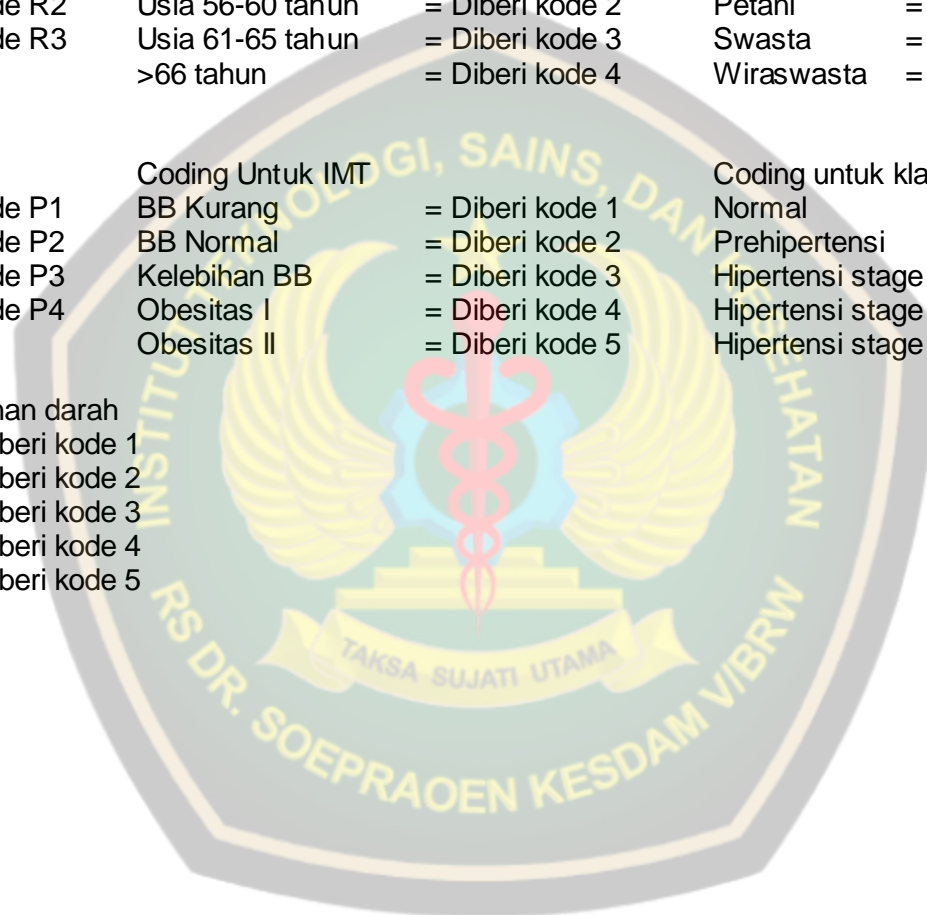 de R2 Usia 56-60 tahun = Diberi kode 2 Petani =
de R3 Usia 61-65 tahun = Diberi kode 3 Swasta =
>66 tahun = Diberi kode 4 Wiraswasta =
Coding Untuk IMT Coding untuk kla
de P1 BB Kurang = Diberi kode 1 Normal
de P2 BB Normal = Diberi kode 2 Prehipertensi
de P3 Kelebihan BB = Diberi kode 3 Hipertensi stage
de P4 Obesitas I = Diberi kode 4 Hipertensi stage
Obesitas II = Diberi kode 5 Hipertensi stage
nan darah
beri kode 1
beri kode 2
beri kode 3
beri kode 4
beri kode 5
INSTITUT TEKNOLOGI, SAINS, DAN KESEHATAN
TAKSA SUJATI UTAMA
RS DR. SOEPRAOEN KESDAM V/BRW